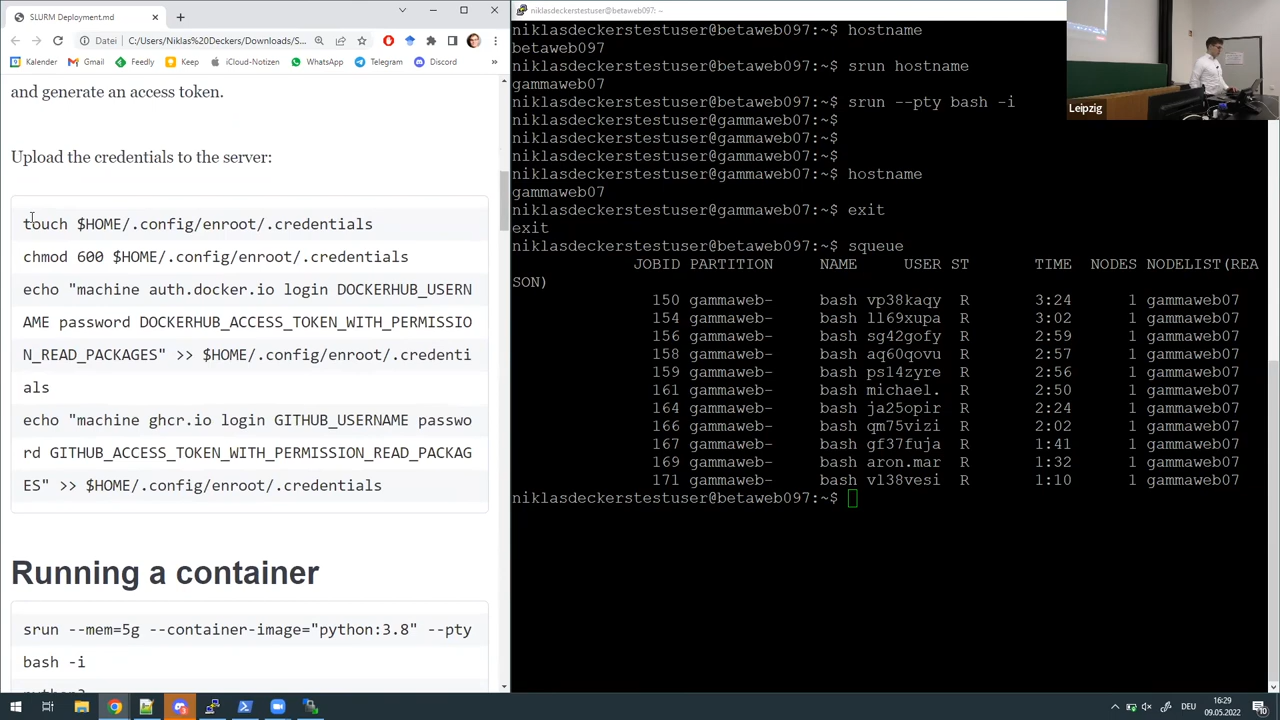 SLURM Deployment.md
Datei
C:/Users/Niklas%20Deckers/Downloads/S...
Kalender
Gmail
Feedly
Keep
iCloud-Notizen
WhatsApp
Telegram
Discord
»
and generate an access token.
Upload the credentials to the server:
touch $HOME/.config/enroot/.credentials
chmod 600 $HOME/.config/enroot/.credentials
echo "machine auth.docker.io login DOCKERHUB_USERN
AME password DOCKERHUB_ACCESS_TOKEN_WITH_PERMISSIO
N_READ_PACKAGES" >> $HOME/.config/enroot/.credenti
als
echo "machine ghcr.io login GITHUB_USERNAME passwo
rd GITHUB_ACCESS_TOKEN_WITH_PERMISSION_READ_PACKAG
ES" >> $HOME/.config/enroot/.credentials
Running a container
srun --mem=5g --container-image="python:3.8" --pty
bash -i
python3
niklasdeckerstestuser@betaweb097: ~
niklasdeckerstestuser@betaweb097:~$ hostname
betaweb097
niklasdeckerstestuser@betaweb097:~$ srun hostname
gammaweb07
niklasdeckerstestuser@betaweb097:~$ srun --pty bash -i
niklasdeckerstestuser@gammaweb07:~$
niklasdeckerstestuser@gammaweb07:~$
niklasdeckerstestuser@gammaweb07:~$
niklasdeckerstestuser@gammaweb07:~$ hostname
gammaweb07
niklasdeckerstestuser@gammaweb07:~$ exit
exit
niklasdeckerstestuser@betaweb097:~$ squeue
JOBID PARTITION NAME USER ST TIME NODES NODELIST(REA
SON)
150 gammaweb- bash vp38kaqy R 3:24 1 gammaweb07
154 gammaweb- bash ll69xupa R 3:02 1 gammaweb07
156 gammaweb- bash sg42gofy R 2:59 1 gammaweb07
158 gammaweb- bash aq60qovu R 2:57 1 gammaweb07
159 gammaweb- bash ps14zyre R 2:56 1 gammaweb07
161 gammaweb- bash michael. R 2:50 1 gammaweb07
164 gammaweb- bash ja25opir R 2:24 1 gammaweb07
166 gammaweb- bash qm75vizi R 2:02 1 gammaweb07
167 gammaweb- bash gf37fuja R 1:41 1 gammaweb07
169 gammaweb- bash aron.mar R 1:32 1 gammaweb07
171 gammaweb- bash vl38vesi R 1:10 1 gammaweb07
niklasdeckerstestuser@betaweb097:~$
Leipzig
DEU
16:29
09.05.2022